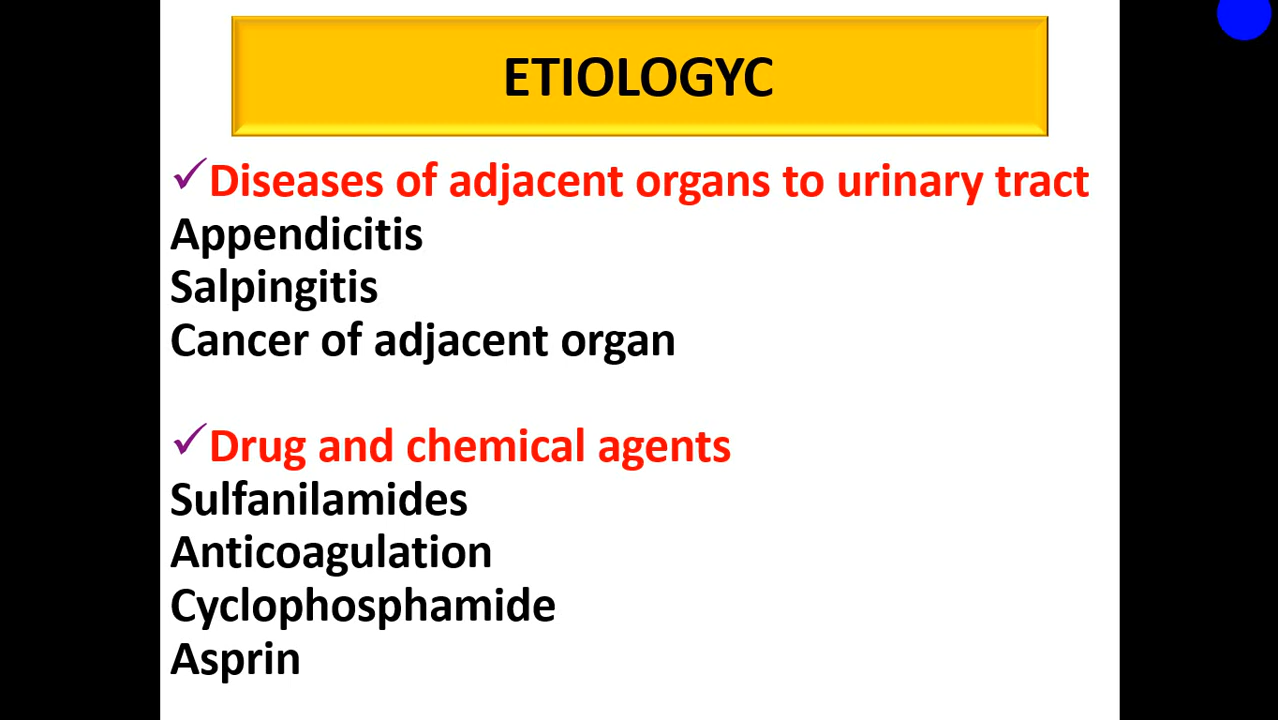 ETIOLOGYC
✓Diseases of adjacent organs to urinary tract
Appendicitis
Salpingitis
Cancer of adjacent organ
✓Drug and chemical agents
Sulfanilamides
Anticoagulation
Cyclophosphamide
Asprin